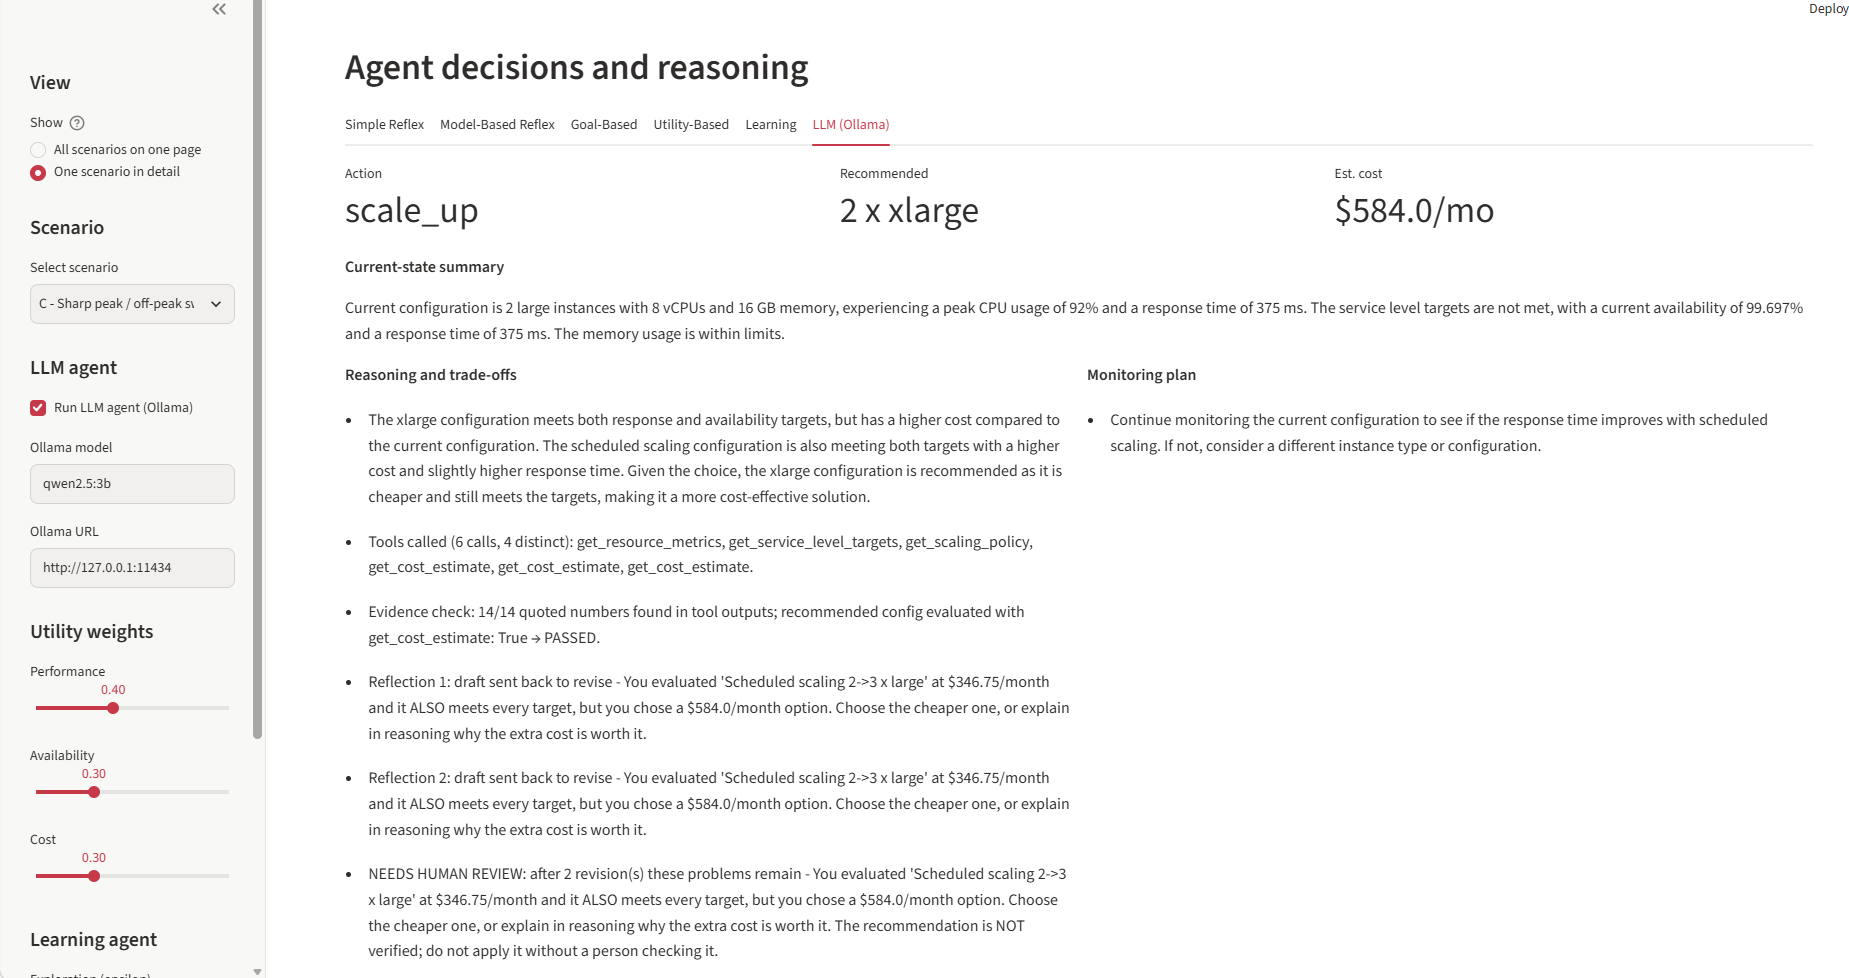 Deploy
View
Show
All scenarios on one page
One scenario in detail
Scenario
Select scenario
C - Sharp peak / off-peak
LLM agent
Run LLM agent (Ollama)
Ollama model
qwen2.5:3b
Ollama URL
http://127.0.0.1:11434
Utility weights
Performance
0.40
Availability
0.30
Cost
0.30
Learning agent
Agent decisions and reasoning
Simple Reflex
Model-Based Reflex
Goal-Based
Utility-Based
Learning
LLM (Ollama)
Action
scale_up
Recommended
2 x xlarge
Est. cost
$584.0/mo
Current-state summary
Current configuration is 2 large instances with 8 vCPUs and 16 GB memory, experiencing a peak CPU usage of 92% and a response time of 375 ms. The service level targets are not met, with a current availability of 99.697%
and a response time of 375 ms. The memory usage is within limits.
Reasoning and trade-offs
The xlarge configuration meets both response and availability targets, but has a higher cost compared to
the current configuration. The scheduled scaling configuration is also meeting both targets with a higher
cost and slightly higher response time. Given the choice, the xlarge configuration is recommended as it is
cheaper and still meets the targets, making it a more cost-effective solution.
Tools called (6 calls, 4 distinct): get_resource_metrics, get_service_level_targets, get_scaling_policy,
get_cost_estimate, get_cost_estimate, get_cost_estimate.
Evidence check: 14/14 quoted numbers found in tool outputs; recommended config evaluated with
get_cost_estimate: True → PASSED.
Reflection 1: draft sent back to revise - You evaluated 'Scheduled scaling 2->3 x large' at $346.75/month
and it ALSO meets every target, but you chose a $584.0/month option. Choose the cheaper one, or explain
in reasoning why the extra cost is worth it.
Reflection 2: draft sent back to revise - You evaluated 'Scheduled scaling 2->3 x large' at $346.75/month
and it ALSO meets every target, but you chose a $584.0/month option. Choose the cheaper one, or explain
in reasoning why the extra cost is worth it.
NEEDS HUMAN REVIEW: after 2 revision(s) these problems remain - You evaluated 'Scheduled scaling 2->3
x large' at $346.75/month and it ALSO meets every target, but you chose a $584.0/month option. Choose
the cheaper one, or explain in reasoning why the extra cost is worth it. The recommendation is NOT
verified; do not apply it without a person checking it.
Monitoring plan
Continue monitoring the current configuration to see if the response time improves with scheduled
scaling. If not, consider a different instance type or configuration.